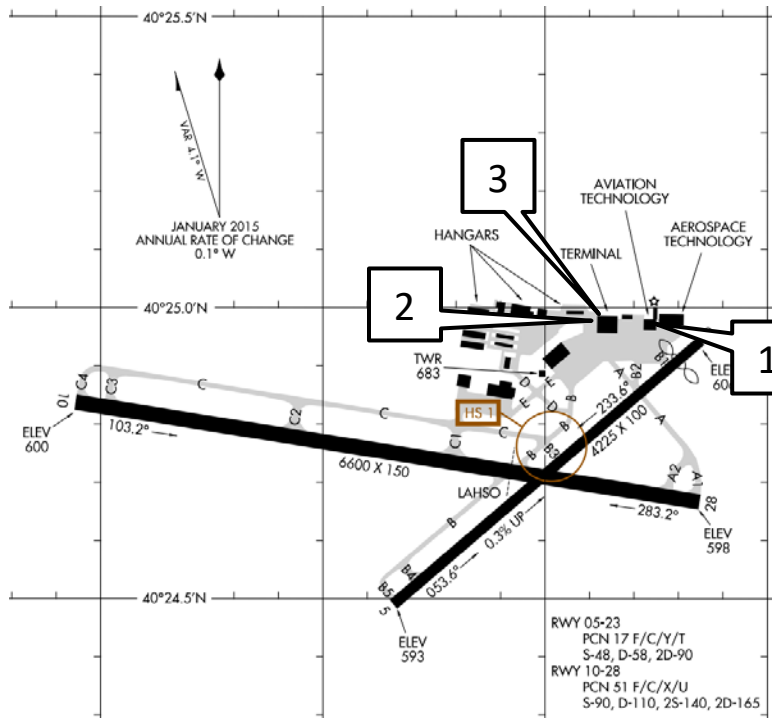 40°25.5'N
VAR 4.1° W
JANUARY 2015
ANNUAL RATE OF CHANGE
0.1° W
3
AVIATION
TECHNOLOGY
HANGARS
TERMINAL
AEROSPACE
TECHNOLOGY
40°25.0'N
2
1
TWR
683
C4
C3
C
10
ELEV
600
103.2°
C2
C
C1
C
6600 X 150
HS 1
D
E
E
D
B
B
B
B3
A
B2
B1
A
233.6°
4225 X 100
A2
A1
28
283.2°
ELEV
598
LAHSO
B
0.3% UP
053.6°
B4
B5
5
40°24.5'N
ELEV
593
RWY 05-23
PCN 17 F/C/Y/T
S-48, D-58, 2D-90
RWY 10-28
PCN 51 F/C/X/U
S-90, D-110, 2S-140, 2D-165